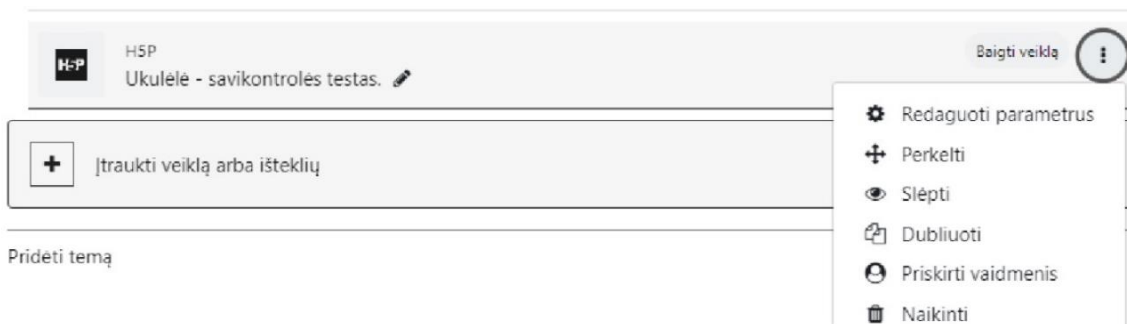 H5P
H5P
Ukulėlė - savikontrolės testas.
Baigti veiklą
Redaguoti parametrus
Perkelti
Slėpti
Dubliuoti
Priskirti vaidmenis
Naikinti
Įtraukti veiklą arba išteklių
Pridėti temą